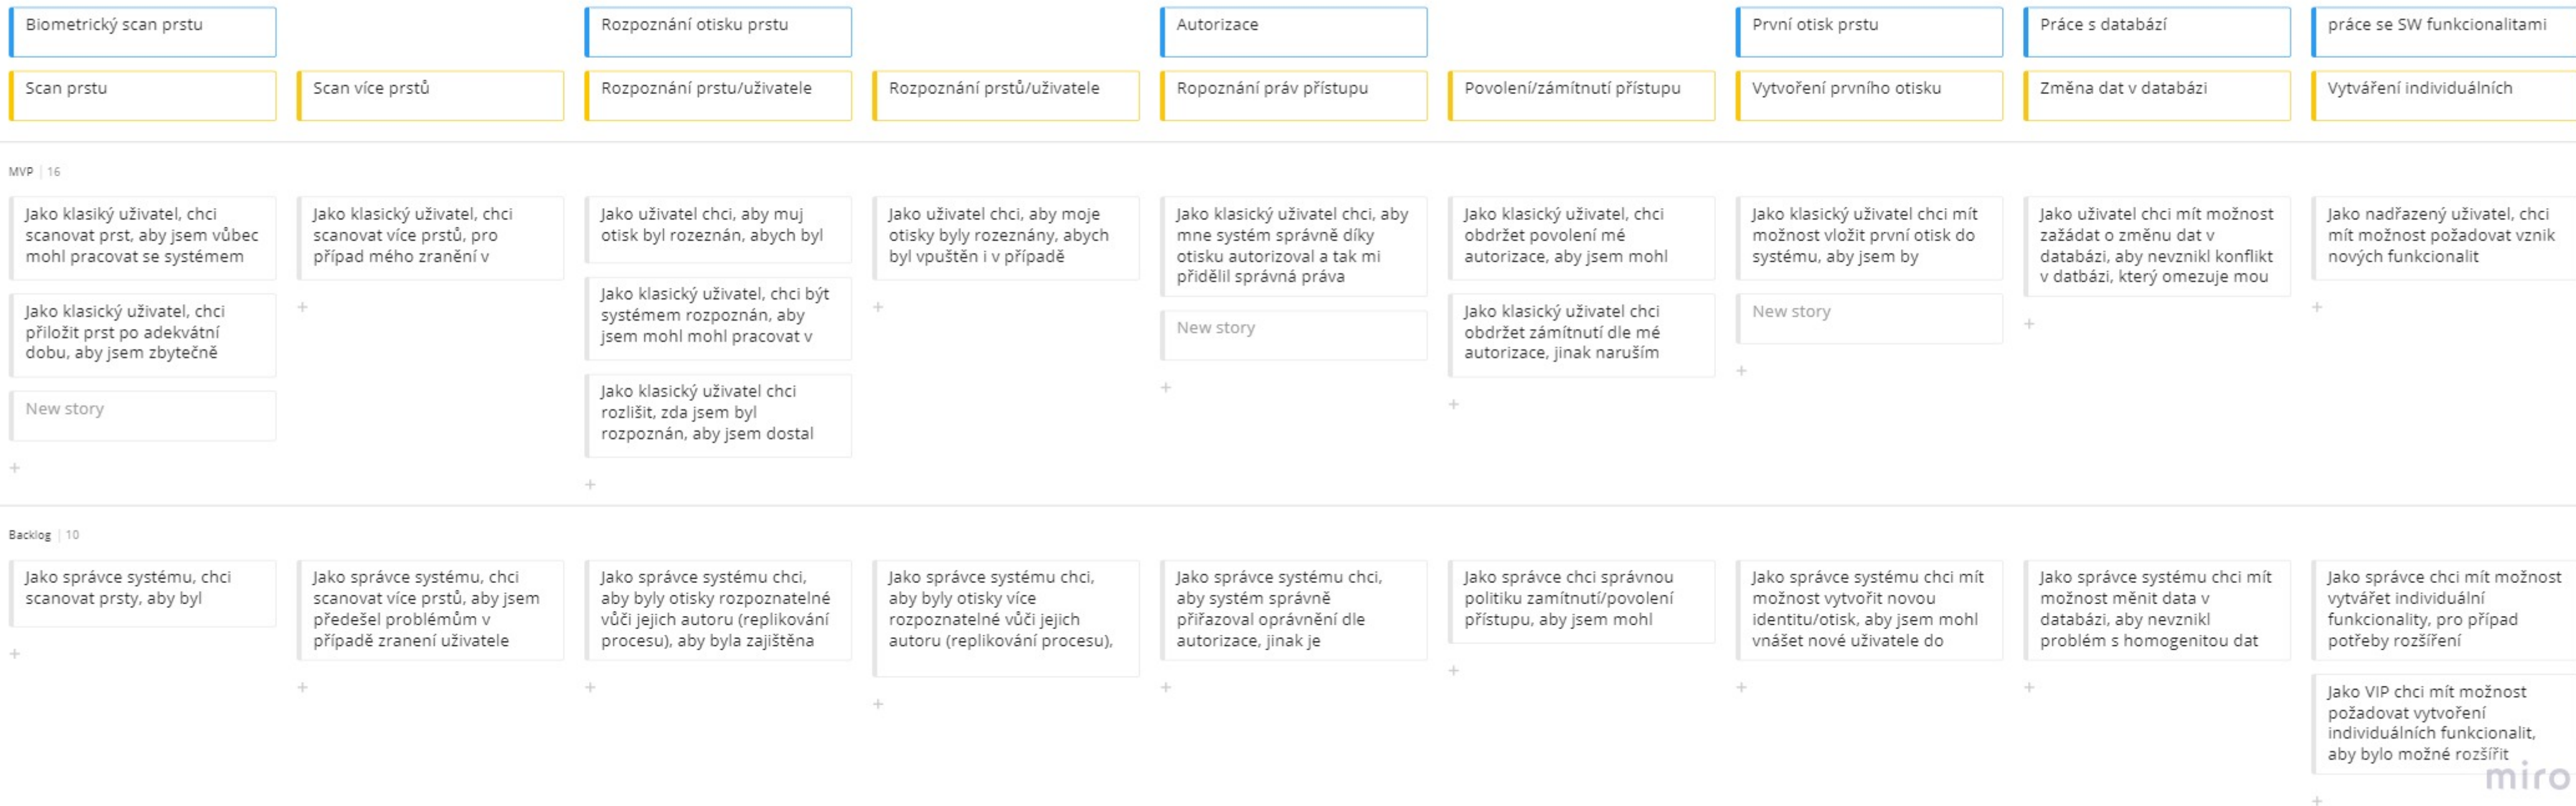 Biometrický scan prstu
Rozpoznání otisku prstu
Autorizace
První otisk prstu
Práce s databází
práce se SW funkcionalitami
Scan prstu
Scan více prstů
Rozpoznání prstu/uživatele
Rozpoznání prstů/uživatele
Ropoznání práv přístupu
Povolení/zámítnutí přístupu
Vytvoření prvního otisku
Změna dat v databázi
Vytváření individuálních
MVP | 16
Jako klasiký uživatel, chci
scanovat prst, aby jsem vůbec
mohl pracovat se systémem
Jako klasický uživatel, chci
přiložit prst po adekvátní
dobu, aby jsem zbytečně
New story
+
Jako klasický uživatel, chci
scanovat více prstů, pro
případ mého zranění v
+
Jako uživatel chci, aby muj
otisk byl rozeznán, abych byl
Jako klasický uživatel, chci být
systémem rozpoznán, aby
jsem mohl mohl pracovat v
Jako klasický uživatel chci
rozlišit, zda jsem byl
rozpoznán, aby jsem dostal
+
Jako uživatel chci, aby moje
otisky byly rozeznány, abych
byl vpuštěn i v případě
+
Jako klasický uživatel chci, aby
mne systém správně díky
otisku autorizoval a tak mi
přidělil správná práva
New story
+
Jako klasický uživatel, chci
obdržet povolení mé
autorizace, aby jsem mohl
Jako klasický uživatel chci
obdržet zámítnutí dle mé
autorizace, jinak naruším
+
Jako klasický uživatel chci mít
možnost vložit první otisk do
systému, aby jsem by
New story
+
Jako uživatel chci mít možnost
zažádat o změnu dat v
databázi, aby nevznikl konflikt
v datbázi, který omezuje mou
+
Jako nadřazený uživatel, chci
mít možnost požadovat vznik
nových funkcionalit
+
Backlog | 10
Jako správce systému, chci
scanovat prsty, aby byl
+
Jako správce systému, chci
scanovat více prstů, aby jsem
předešel problémům v
případě zranení uživatele
+
Jako správce systému chci,
aby byly otisky rozpoznatelné
vůči jejich autoru (replikování
procesu), aby byla zajištěna
+
Jako správce systému chci,
aby byly otisky více
rozpoznatelné vůči jejich
autoru (replikování procesu),
+
Jako správce systému chci,
aby systém správně
přiřazoval oprávnění dle
autorizace, jinak je
+
Jako správce chci správnou
politiku zamítnutí/povolení
přístupu, aby jsem mohl
+
Jako správce systému chci mít
možnost vytvořit novou
identitu/otisk, aby jsem mohl
vnášet nové uživatele do
+
Jako správce systému chci mít
možnost měnit data v
databázi, aby nevznikl
problém s homogenitou dat
+
Jako správce chci mít možnost
vytvářet individuální
funkcionality, pro případ
potřeby rozšíření
Jako VIP chci mít možnost
požadovat vytvoření
individuálních funkcionalit,
aby bylo možné rozšířit
+
miro